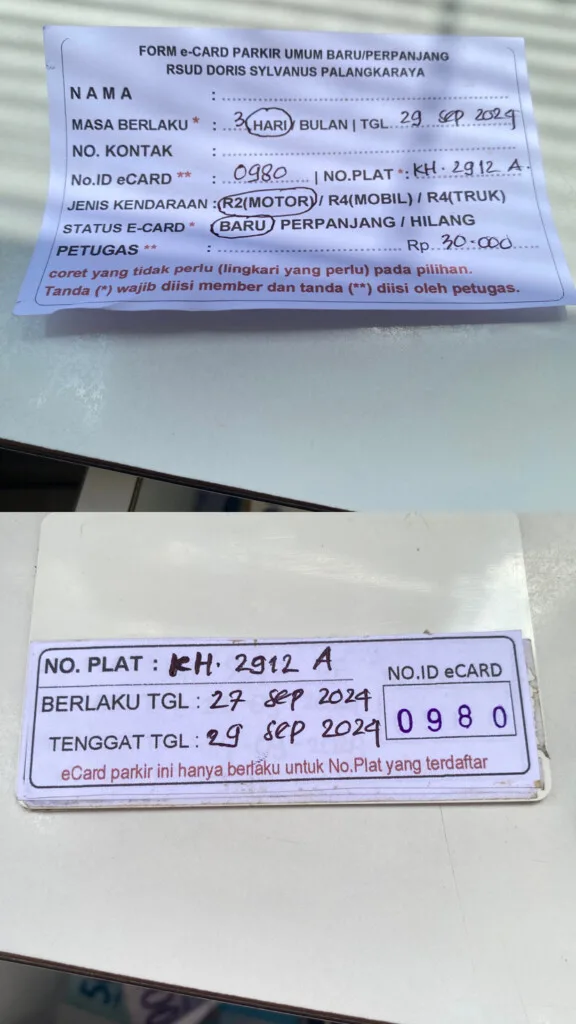 FORM e-CARD PARKIR UMUM BARU/PERPANJANG
RSUD DORIS SYLVANUS PALANGKARAYA
NAMA :
MASA BERLAKU * : 3 HARI / BULAN | TGL. 29 SEP 2024
NO. KONTAK :
No.ID eCARD ** : 0980 | NO.PLAT * : KH. 2912 A.
JENIS KENDARAAN : R2(MOTOR) / R4(MOBIL) / R4(TRUK)
STATUS E-CARD * BARU / PERPANJANG / HILANG
PETUGAS ** : Rp. 30.000
coret yang tidak perlu (lingkari yang perlu) pada pilihan.
Tanda (*) wajib diisi member dan tanda (**) diisi oleh petugas.
NO. PLAT : KH. 2912 A
NO.ID eCARD
BERLAKU TGL : 27 SEP 2024
0980
TENGGAT TGL : 29 SEP 2024
eCard parkir ini hanya berlaku untuk No.Plat yang terdaftar